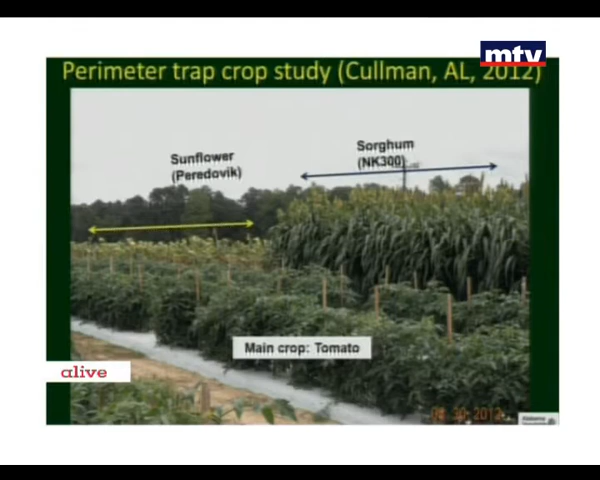 mtv
Perimeter trap crop study (Cullman, AL, 2012)
Sunflower
(Peredovik)
Sorghum
(NK300)
Main crop: Tomato
alive